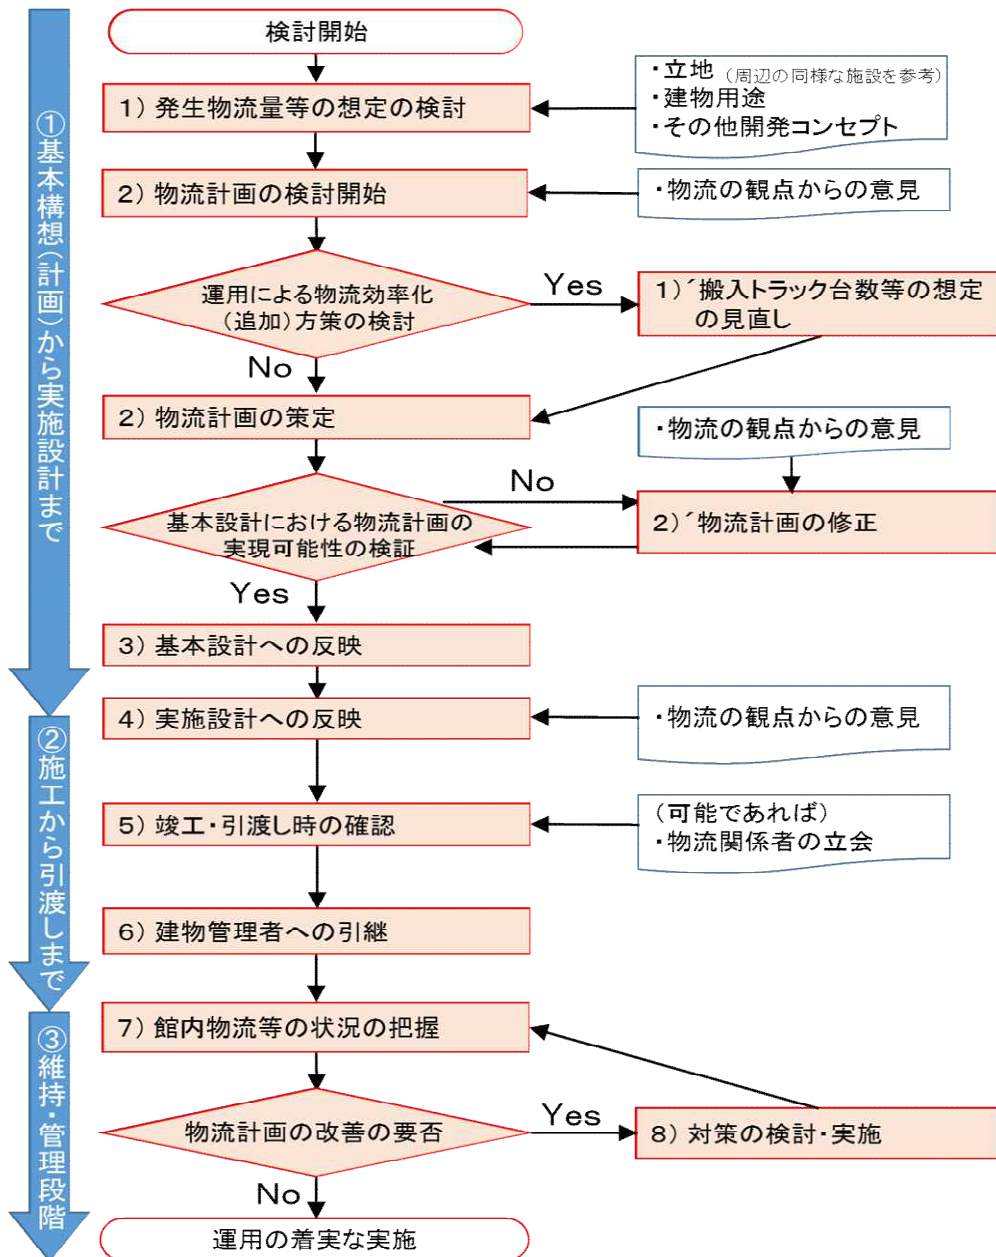 検討開始
・立地（周辺の同様な施設を参考）
・建物用途
・その他開発コンセプト
1）発生物流量等の想定の検討
2）物流計画の検討開始
・物流の観点からの意見
運用による物流効率化
（追加）方策の検討
Yes
1）´搬入トラック台数等の想定
の見直し
No
2）物流計画の策定
・物流の観点からの意見
基本設計における物流計画の
実現可能性の検証
No
2）´物流計画の修正
Yes
3）基本設計への反映
4）実施設計への反映
・物流の観点からの意見
5）竣工・引渡し時の確認
（可能であれば）
・物流関係者の立会
6）建物管理者への引継
7）館内物流等の状況の把握
物流計画の改善の要否
Yes
8）対策の検討・実施
No
運用の着実な実施
①基本構想（計画）から実施設計まで
②施工から引渡しまで
③維持・管理段階